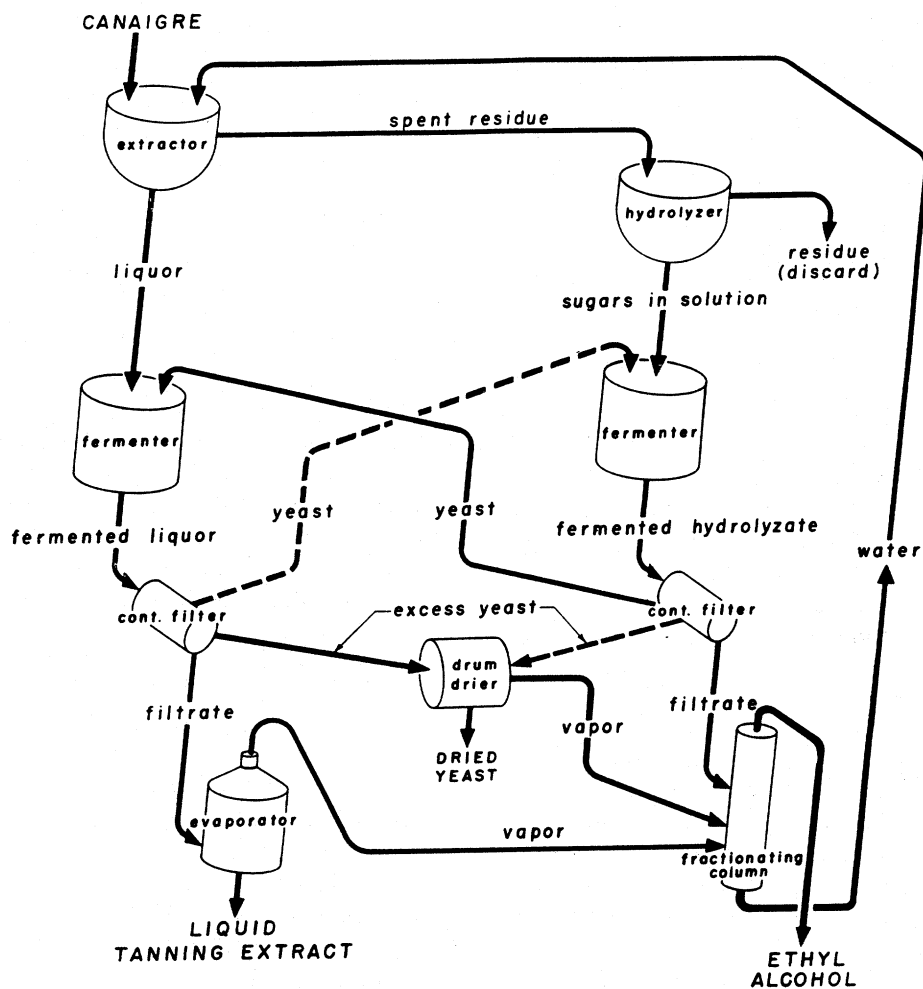 CANAIGRE
spent residue
extractor
hydrolyzer
residue
(discard)
liquor
sugars in solution
fermenter
fermenter
yeast
yeast
fermented liquor
fermented hydrolyzate
water
cont. filter
excess yeast
cont. filter
drum
drier
filtrate
filtrate
vapor
DRIED
YEAST
evaporator
vapor
fractionating
column
LIQUID
TANNING EXTRACT
ETHYL
ALCOHOL